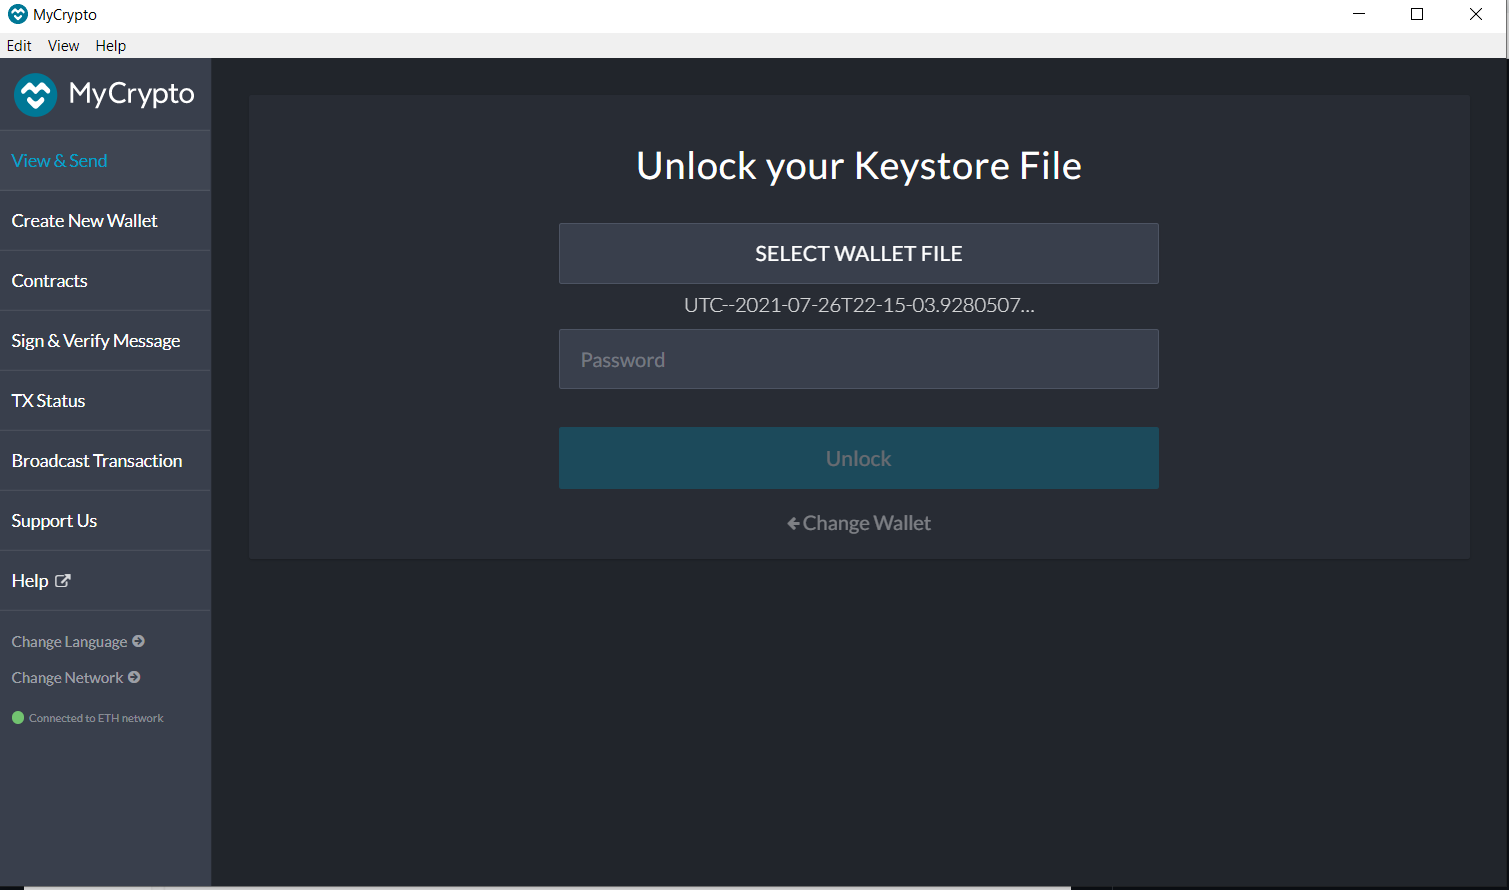 MyCrypto
Edit View Help
MyCrypto
View & Send
Create New Wallet
Contracts
Sign & Verify Message
TX Status
Broadcast Transaction
Support Us
Help
Change Language
Change Network
Connected to ETH network
Unlock your Keystore File
SELECT WALLET FILE
UTC--2021-07-26T22-15-03.9280507...
Password
Unlock
Change Wallet